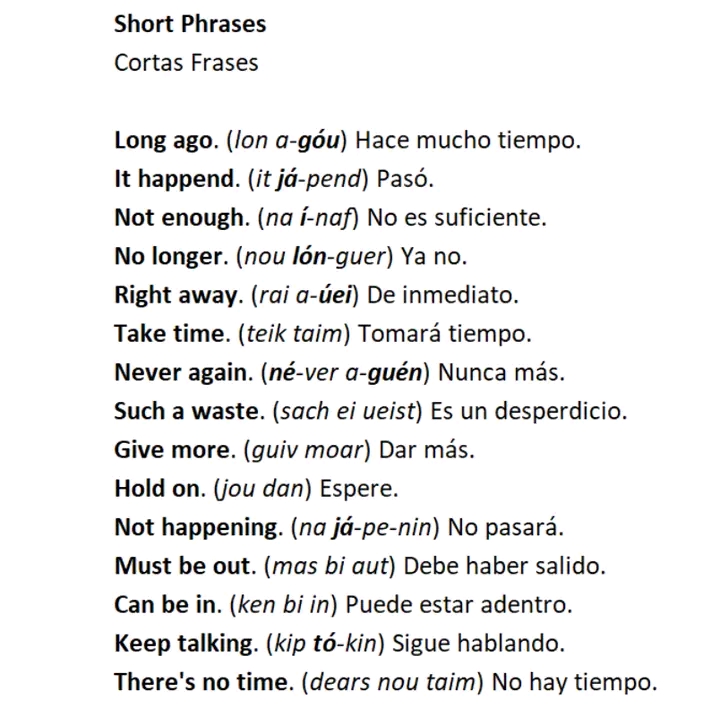 Short Phrases
Cortas Frases
Long ago. (lon a-góu) Hace mucho tiempo.
It happend. (it já-pend) Pasó.
Not enough. (na í-naf) No es suficiente.
No longer. (nou lón-guer) Ya no.
Right away. (rai a-úei) De inmediato.
Take time. (teik taim) Tomará tiempo.
Never again. (né-ver a-guén) Nunca más.
Such a waste. (sach ei ueist) Es un desperdicio.
Give more. (guiv moar) Dar más.
Hold on. (jou dan) Espere.
Not happening. (na já-pe-nin) No pasará.
Must be out. (mas bi aut) Debe haber salido.
Can be in. (ken bi in) Puede estar adentro.
Keep talking. (kip tó-kin) Sigue hablando.
There's no time. (dears nou taim) No hay tiempo.